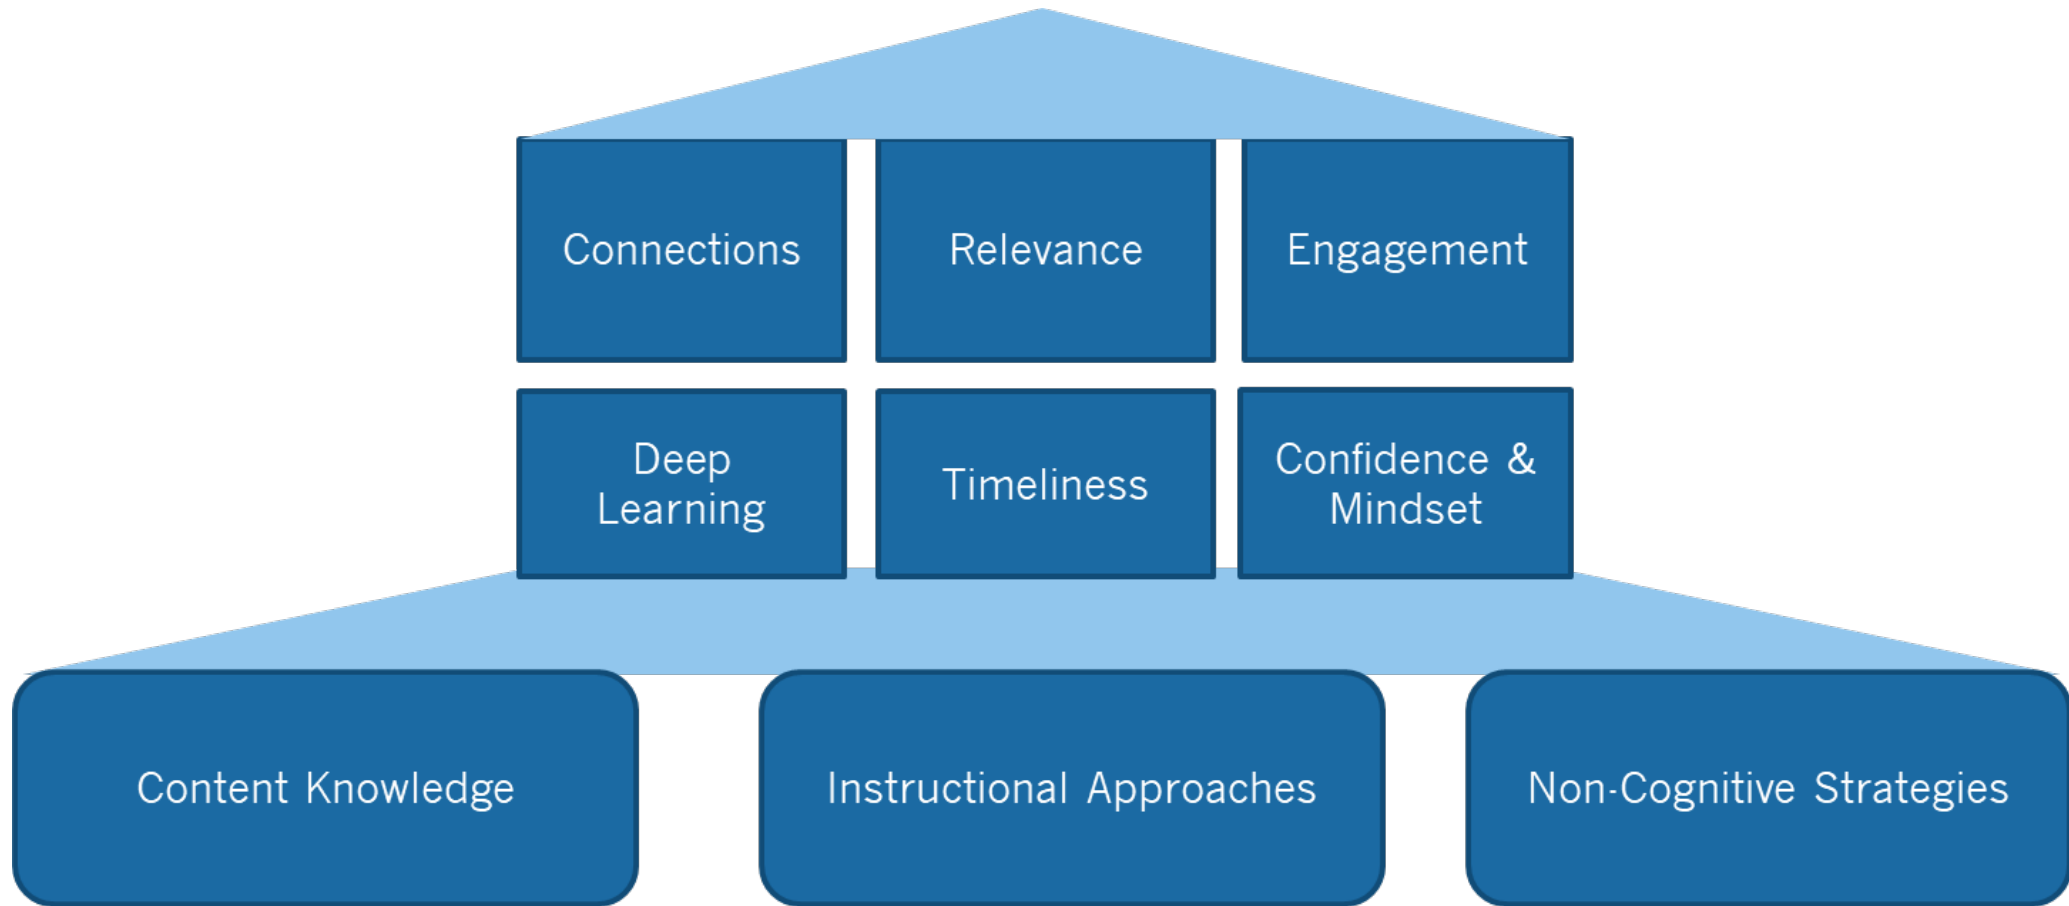 Connections
Relevance
Engagement
Deep
Learning
Timeliness
Confidence &
Mindset
Content Knowledge
Instructional Approaches
Non-Cognitive Strategies